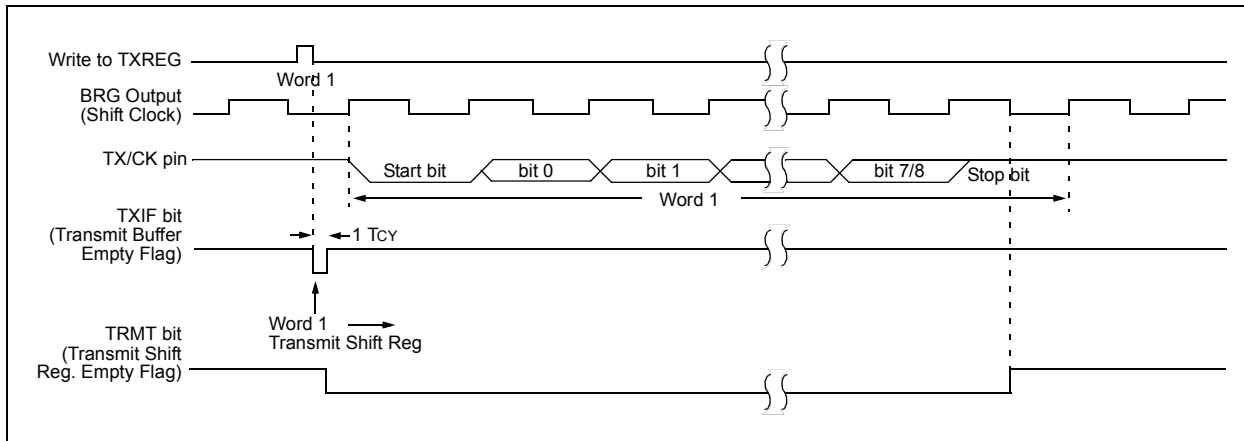 Write to TXREG
Word 1
BRG Output
(Shift Clock)
TX/CK pin
Start bit
bit 0
bit 1
bit 7/8
Stop bit
Word 1
TXIF bit
(Transmit Buffer
Empty Flag)
1 TCY
Word 1
Transmit Shift Reg
TRMT bit
(Transmit Shift
Reg. Empty Flag)